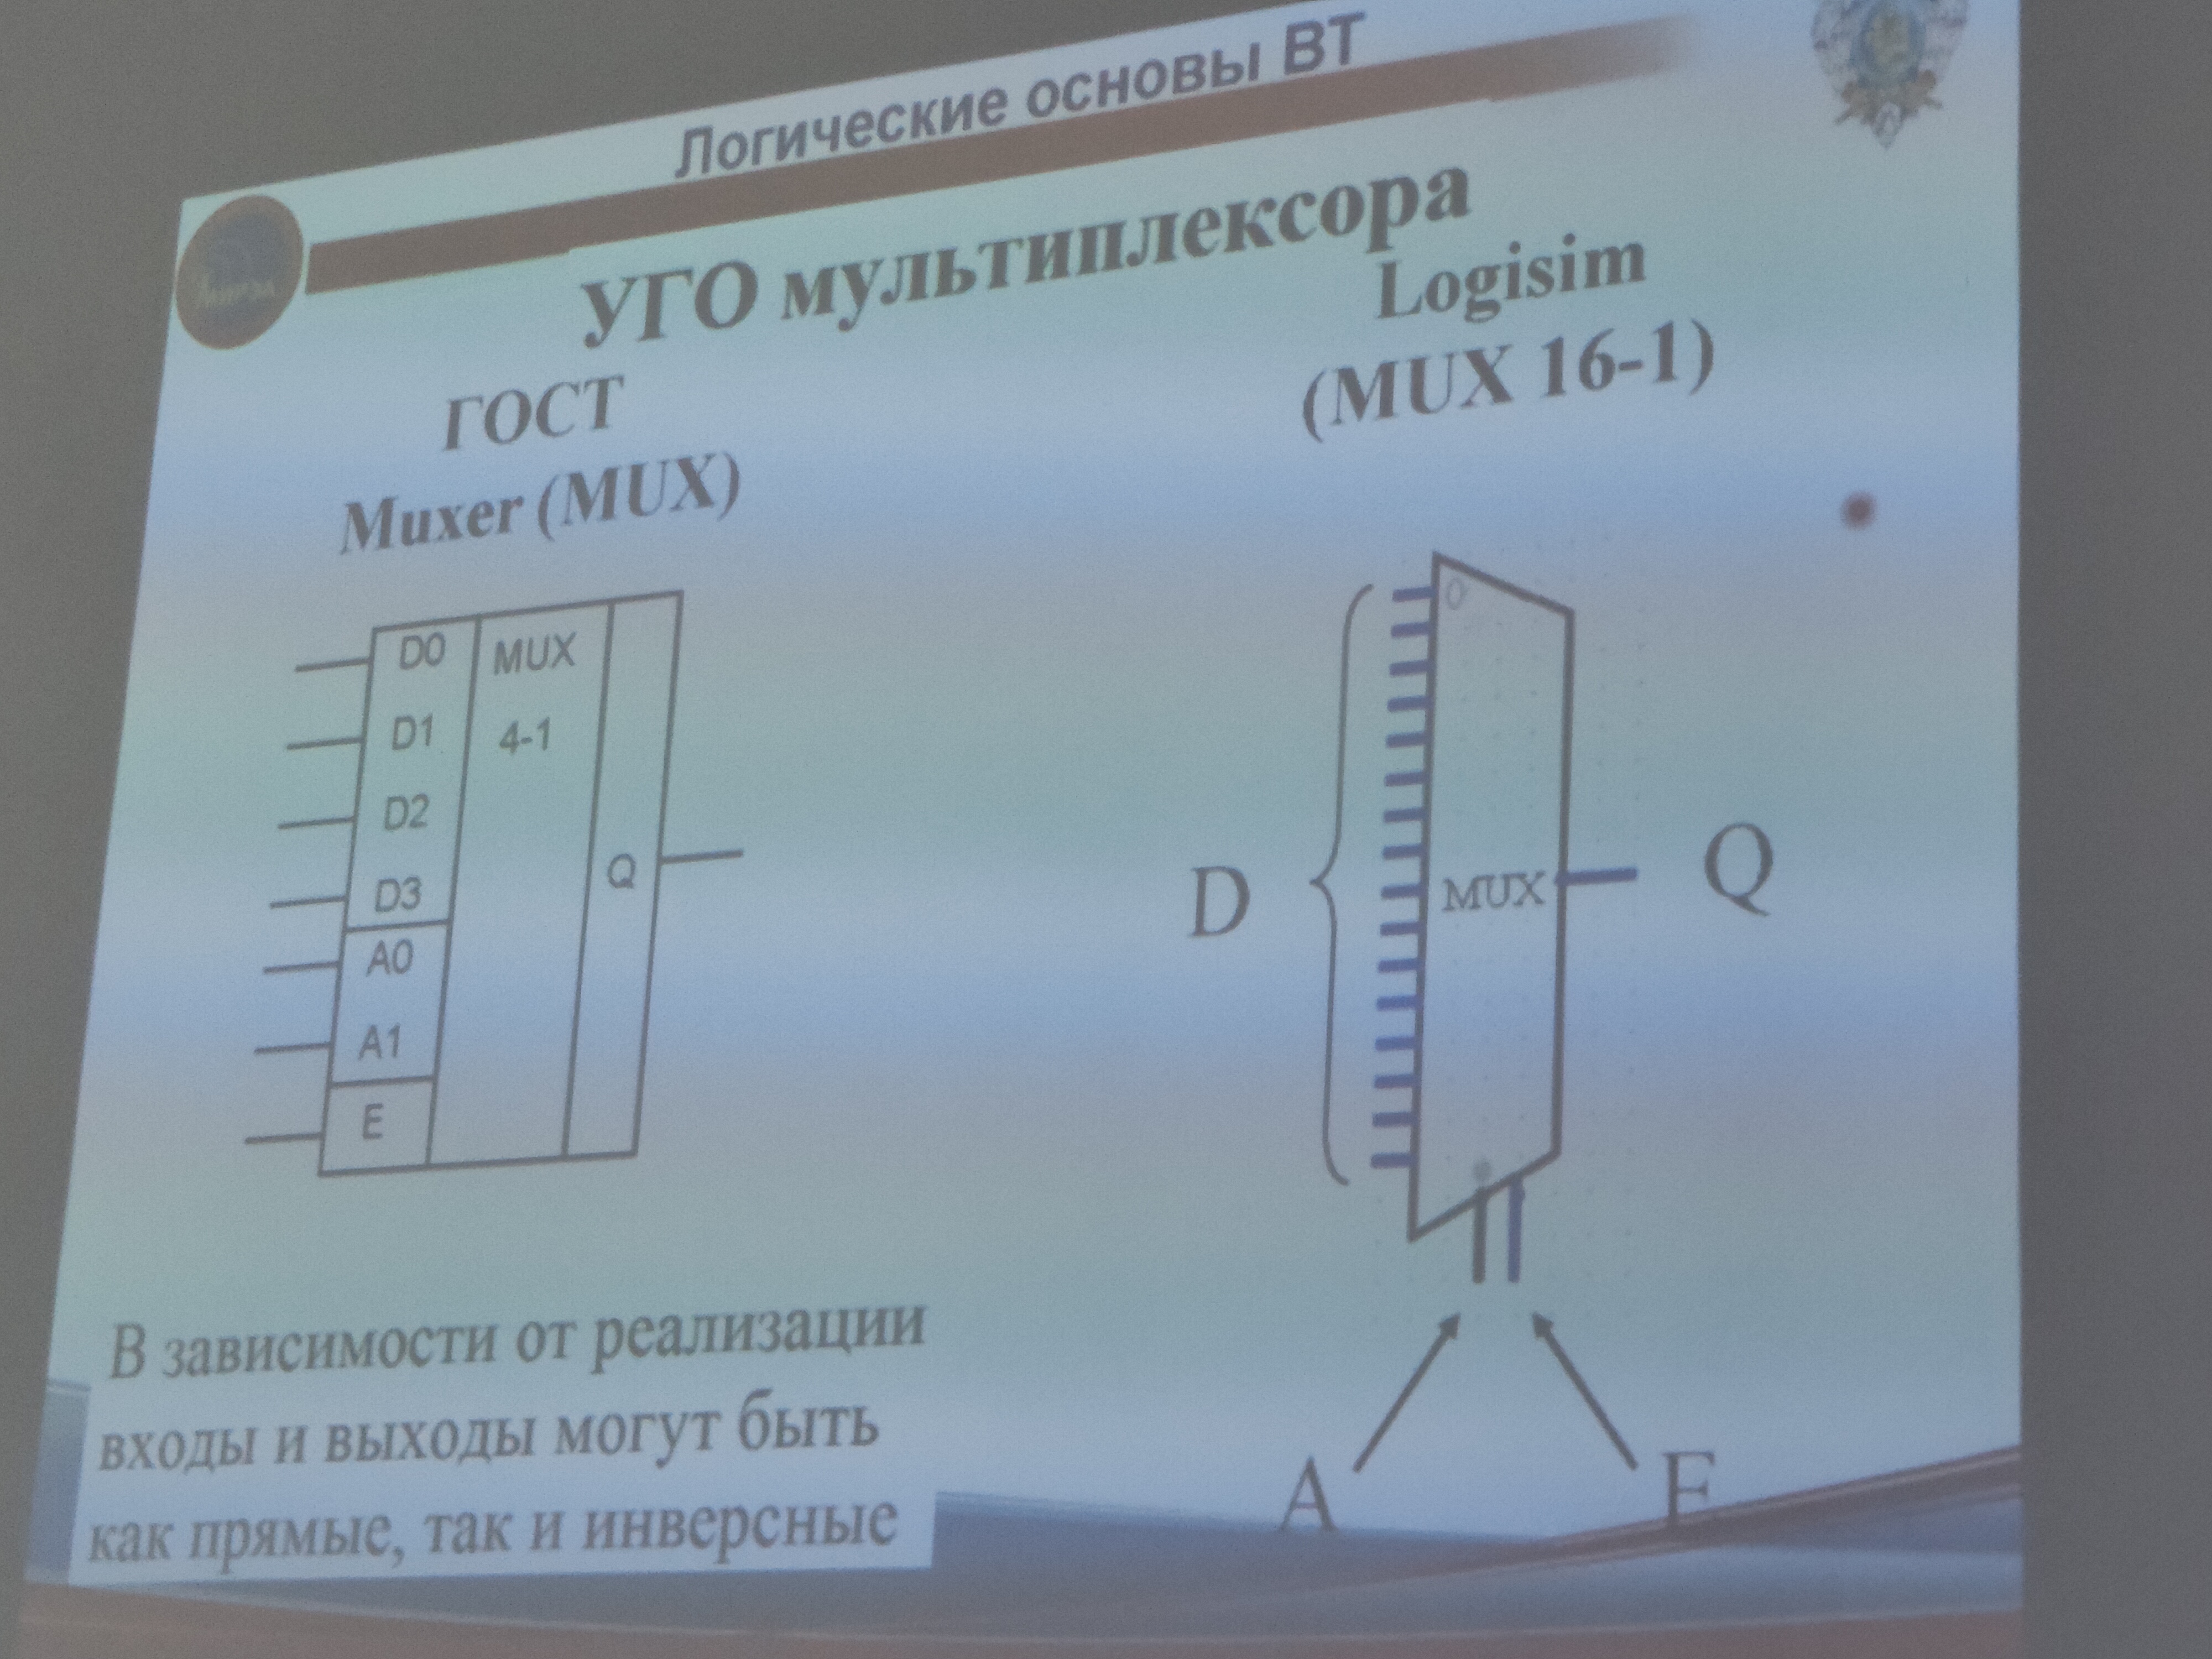 Логические основы ВТ
УГО мультиплексора
ГОСТ
Muxer (MUX)
D0
D1
D2
D3
A0
A1
E
MUX
4-1
Q
В зависимости от реализации
входы и выходы могут быть
как прямые, так и инверсные
Logisim
(MUX 16-1)
D
0
MUX
Q
A
E